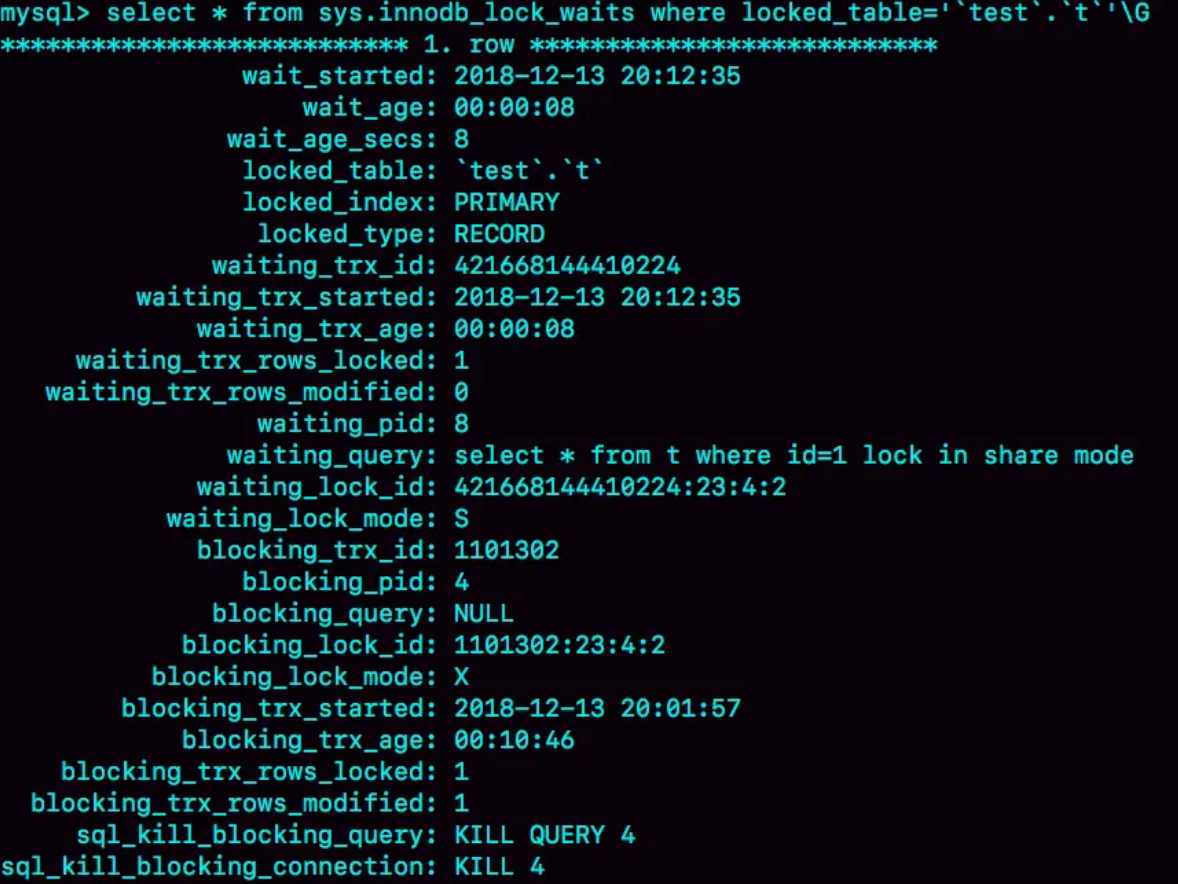 mysql> select * from sys.innodb_lock_waits where locked_table='`test`.`t`'\G
*************************** 1. row ***************************
wait_started: 2018-12-13 20:12:35
wait_age: 00:00:08
wait_age_secs: 8
locked_table: `test`.`t`
locked_index: PRIMARY
locked_type: RECORD
waiting_trx_id: 421668144410224
waiting_trx_started: 2018-12-13 20:12:35
waiting_trx_age: 00:00:08
waiting_trx_rows_locked: 1
waiting_trx_rows_modified: 0
waiting_pid: 8
waiting_query: select * from t where id=1 lock in share mode
waiting_lock_id: 421668144410224:23:4:2
waiting_lock_mode: S
blocking_trx_id: 1101302
blocking_pid: 4
blocking_query: NULL
blocking_lock_id: 1101302:23:4:2
blocking_lock_mode: X
blocking_trx_started: 2018-12-13 20:01:57
blocking_trx_age: 00:10:46
blocking_trx_rows_locked: 1
blocking_trx_rows_modified: 1
sql_kill_blocking_query: KILL QUERY 4
sql_kill_blocking_connection: KILL 4